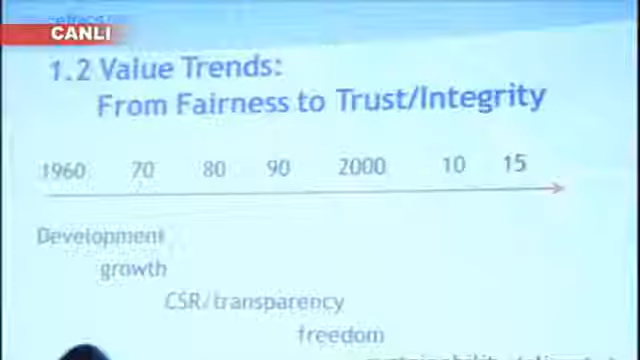 CANLI
1.2 Value Trends:
From Fairness to Trust/Integrity
1960 70 80 90 2000 10 15
Development
growth
CSR/transparency
freedom